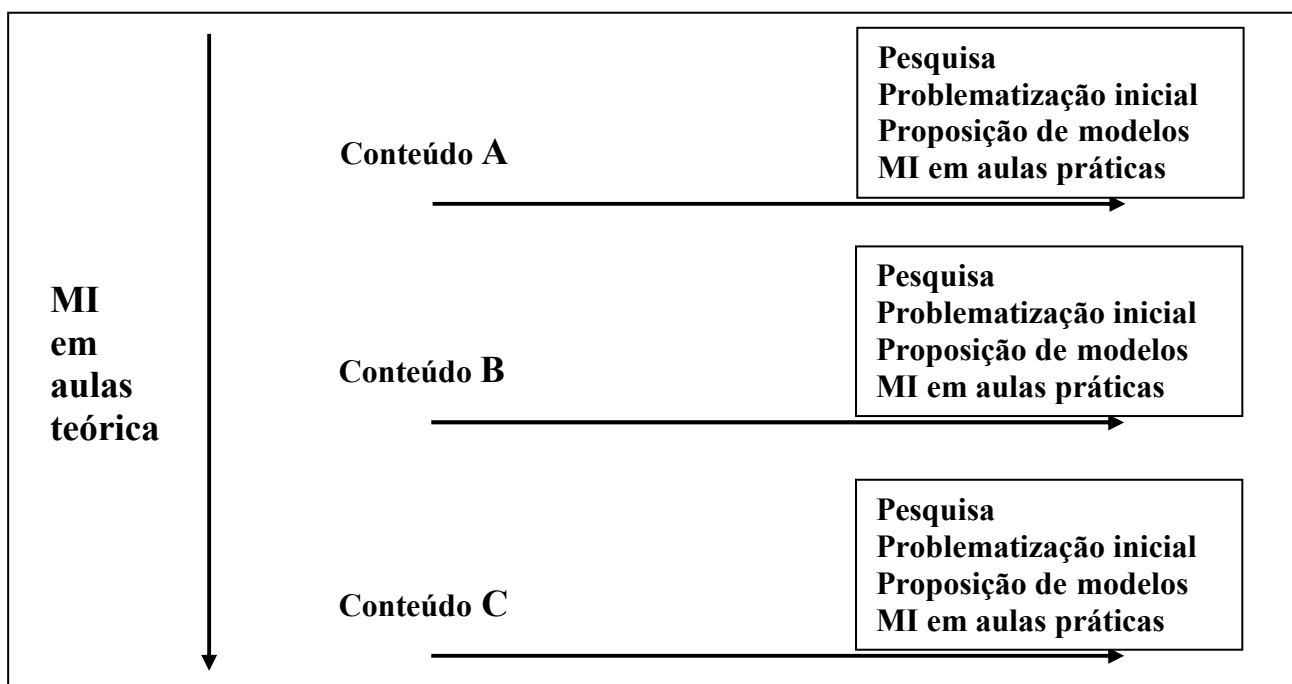 Pesquisa
Problematização inicial
Proposição de modelos
MI em aulas práticas
Conteúdo A
Pesquisa
Problematização inicial
Proposição de modelos
MI em aulas práticas
Conteúdo B
MI
em
aulas
teórica
Pesquisa
Problematização inicial
Proposição de modelos
MI em aulas práticas
Conteúdo C